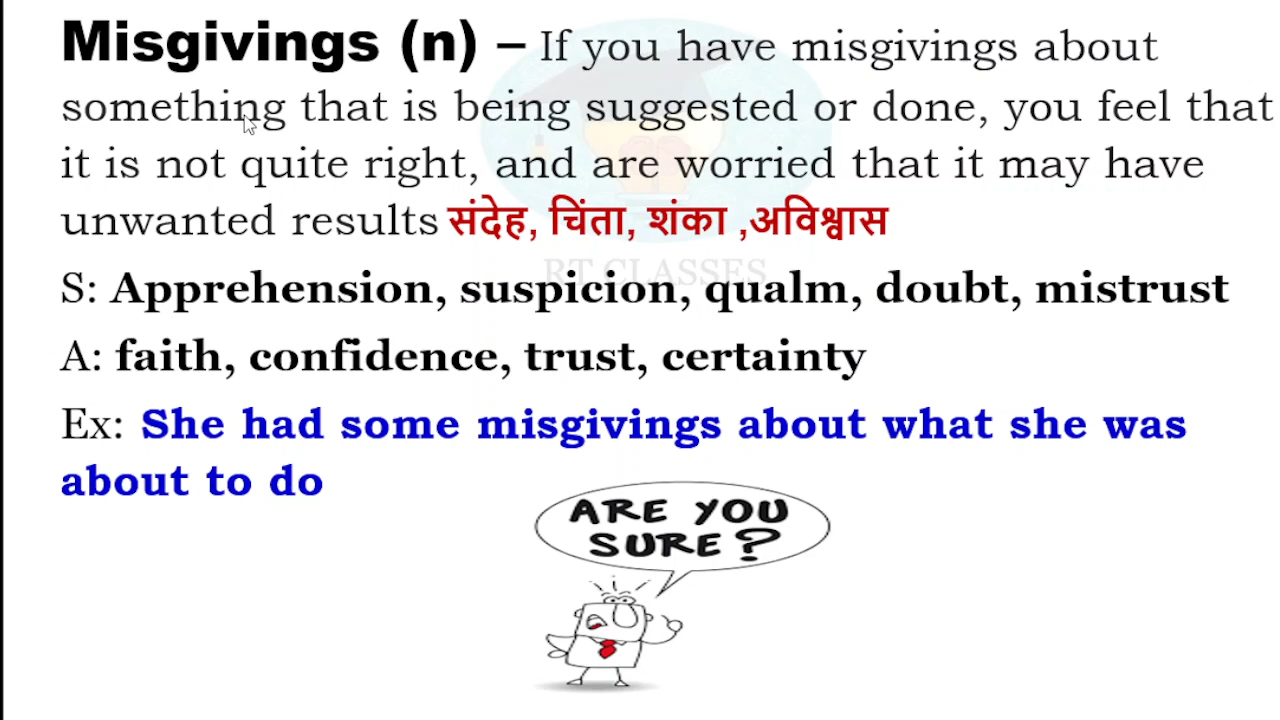 Misgivings (n) – If you have misgivings about
something that is being suggested or done, you feel that
it is not quite right, and are worried that it may have
unwanted results संदेह, चिंता, शंका ,अविश्वास
RT CLASSES
S: Apprehension, suspicion, qualm, doubt, mistrust
A: faith, confidence, trust, certainty
Ex: She had some misgivings about what she was
about to do
ARE YOU
SURE?